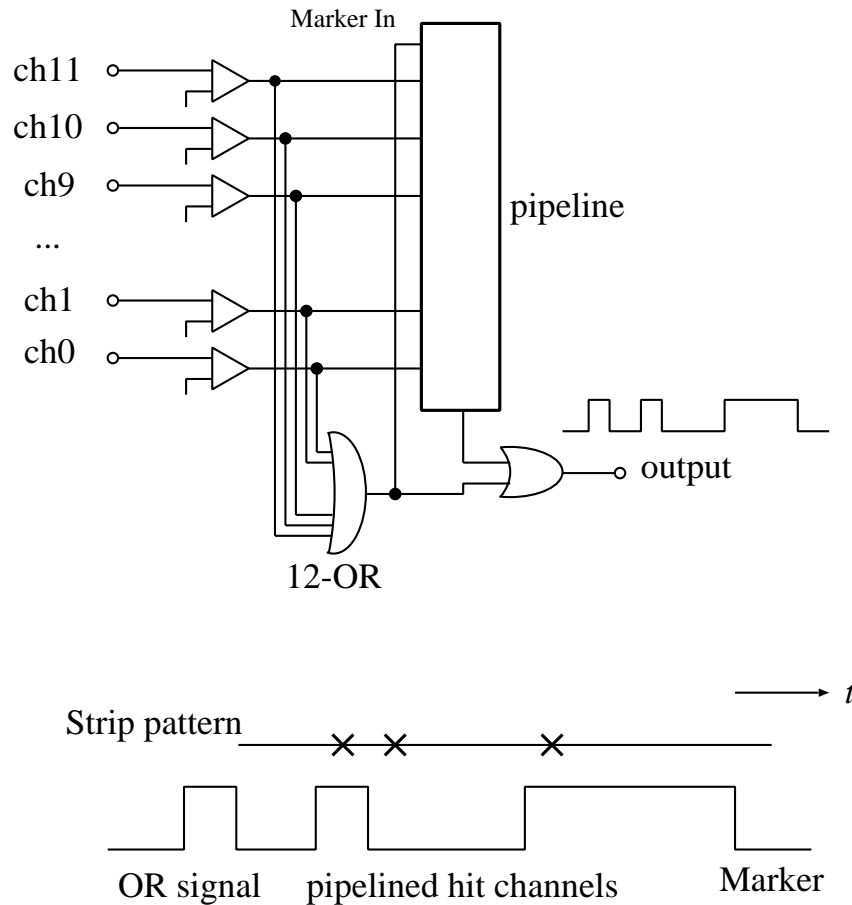 Marker In
ch11
ch10
ch9
...
ch1
ch0
pipeline
output
12-OR
t
Strip pattern
OR signal
pipelined hit channels
Marker